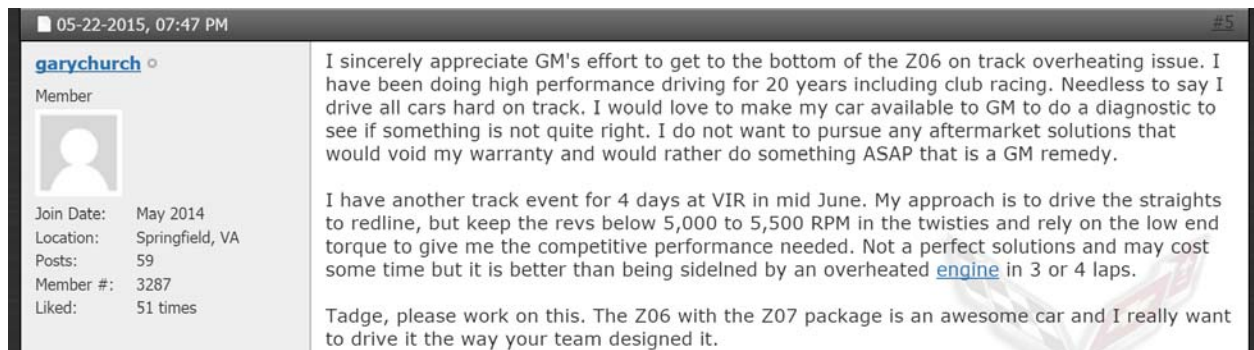 05-22-2015, 07:47 PM #5
garychurch
Member
Join Date: May 2014
Location: Springfield, VA
Posts: 59
Member #: 3287
Liked: 51 times
I sincerely appreciate GM's effort to get to the bottom of the Z06 on track overheating issue. I
have been doing high performance driving for 20 years including club racing. Needless to say I
drive all cars hard on track. I would love to make my car available to GM to do a diagnostic to
see if something is not quite right. I do not want to pursue any aftermarket solutions that
would void my warranty and would rather do something ASAP that is a GM remedy.
I have another track event for 4 days at VIR in mid June. My approach is to drive the straights
to redline, but keep the revs below 5,000 to 5,500 RPM in the twisties and rely on the low end
torque to give me the competitive performance needed. Not a perfect solutions and may cost
some time but it is better than being sidelned by an overheated engine in 3 or 4 laps.
Tadge, please work on this. The Z06 with the Z07 package is an awesome car and I really want
to drive it the way your team designed it.